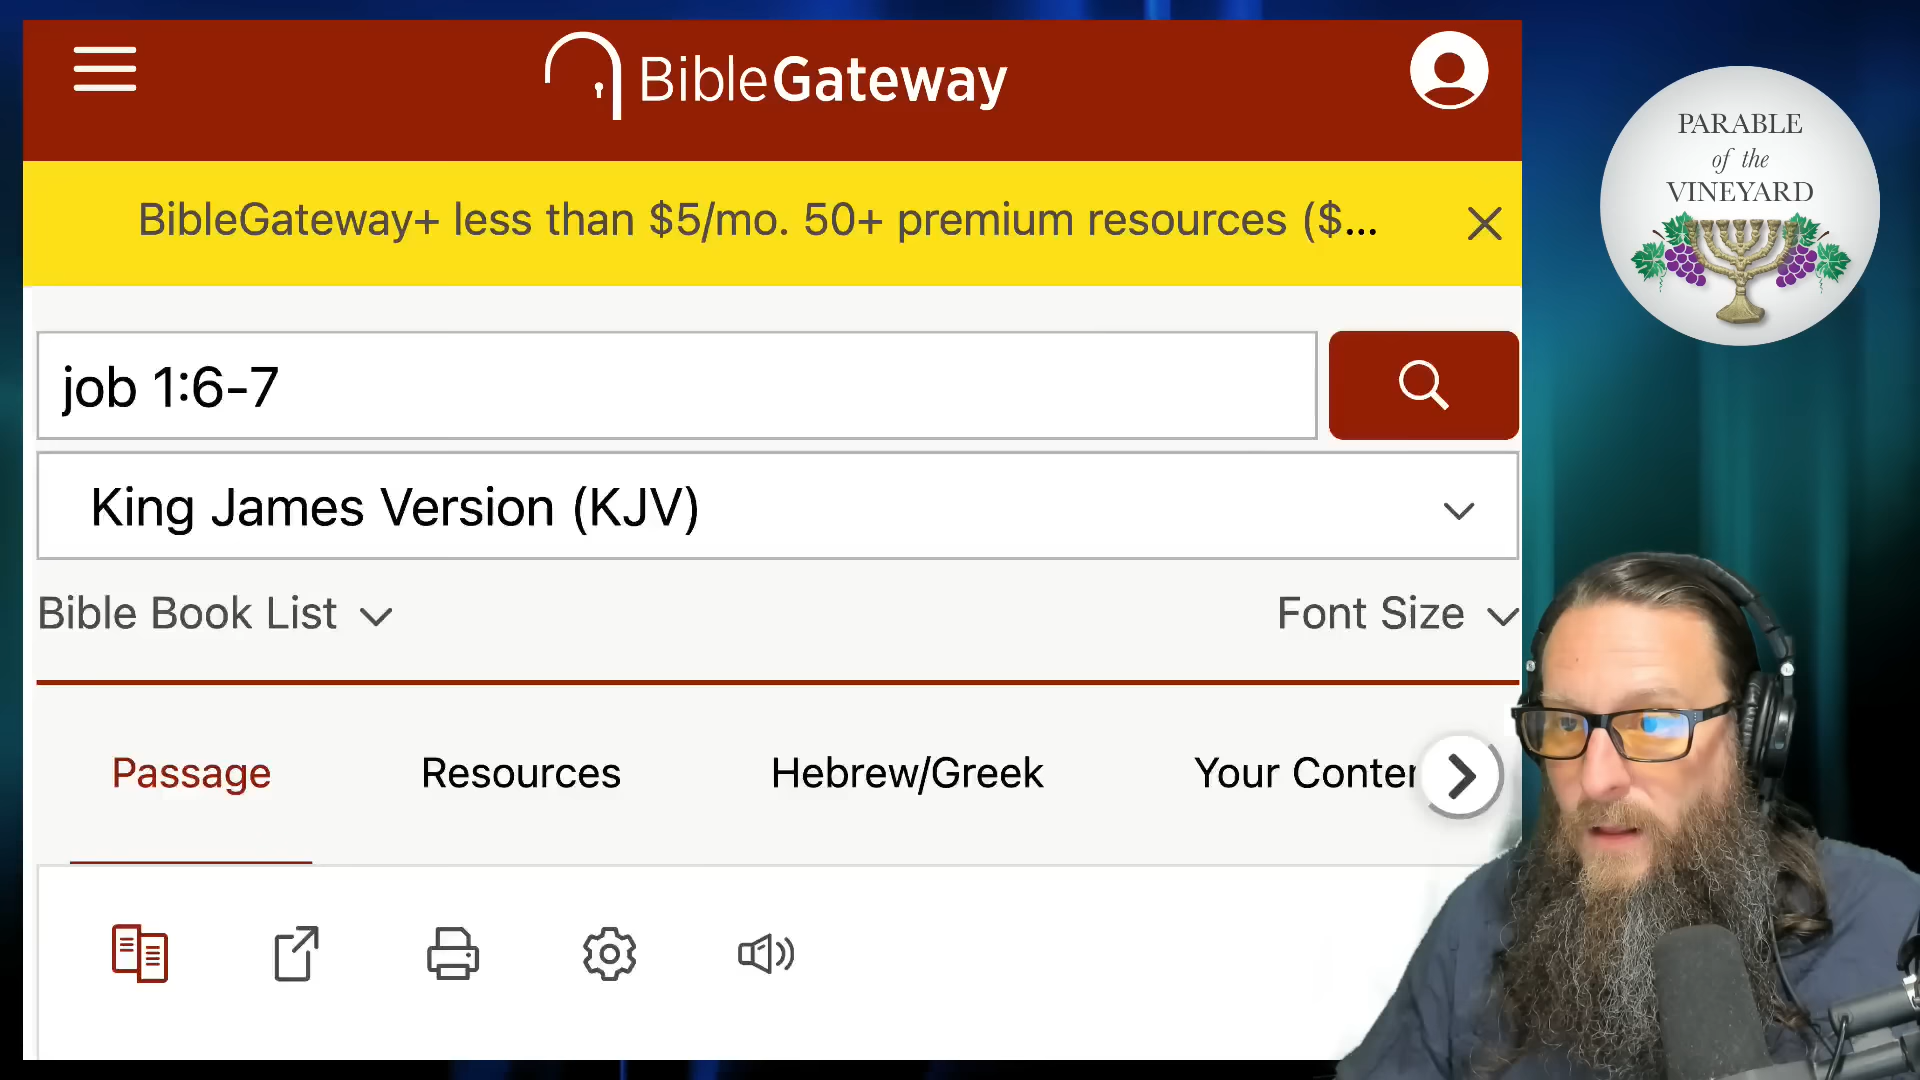 BibleGateway
PARABLE
of the
VINEYARD
BibleGateway+ less than $5/mo. 50+ premium resources ($...
job 1:6-7
King James Version (KJV)
Bible Book List
Font Size
Passage
Resources
Hebrew/Greek
Your Conten